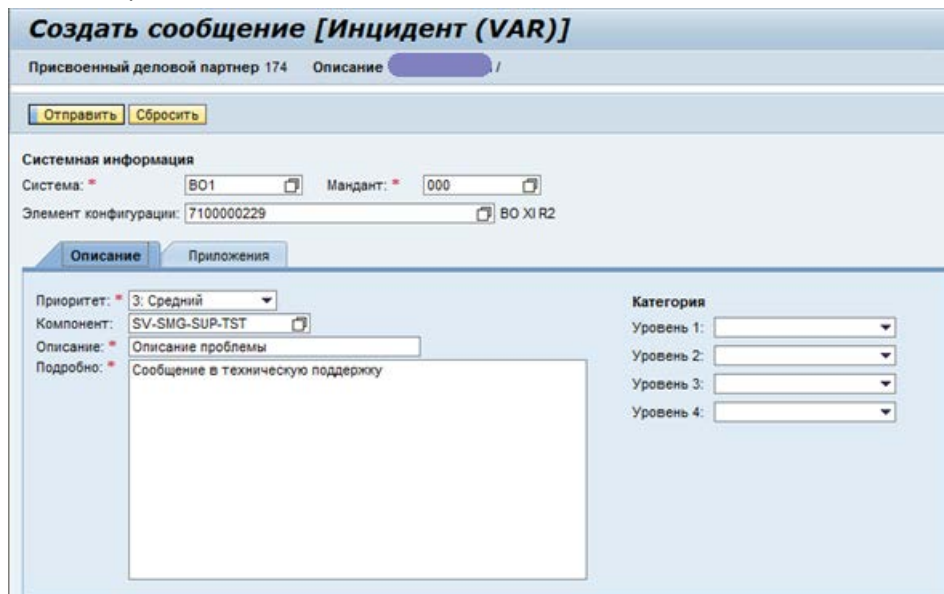 Создать сообщение [Инцидент (VAR)]
Присвоенный деловой партнер 174 Описание /
Отправить Сбросить
Системная информация
Система: * BO1 Мандант: * 000
Элемент конфигурации: 7100000229 BO XI R2
Описание Приложения
Приоритет: * 3: Средний Категория
Компонент: SV-SMG-SUP-TST Уровень 1:
Описание: * Описание проблемы Уровень 2:
Подробно: * Сообщение в техническую поддержку Уровень 3:
Уровень 4: